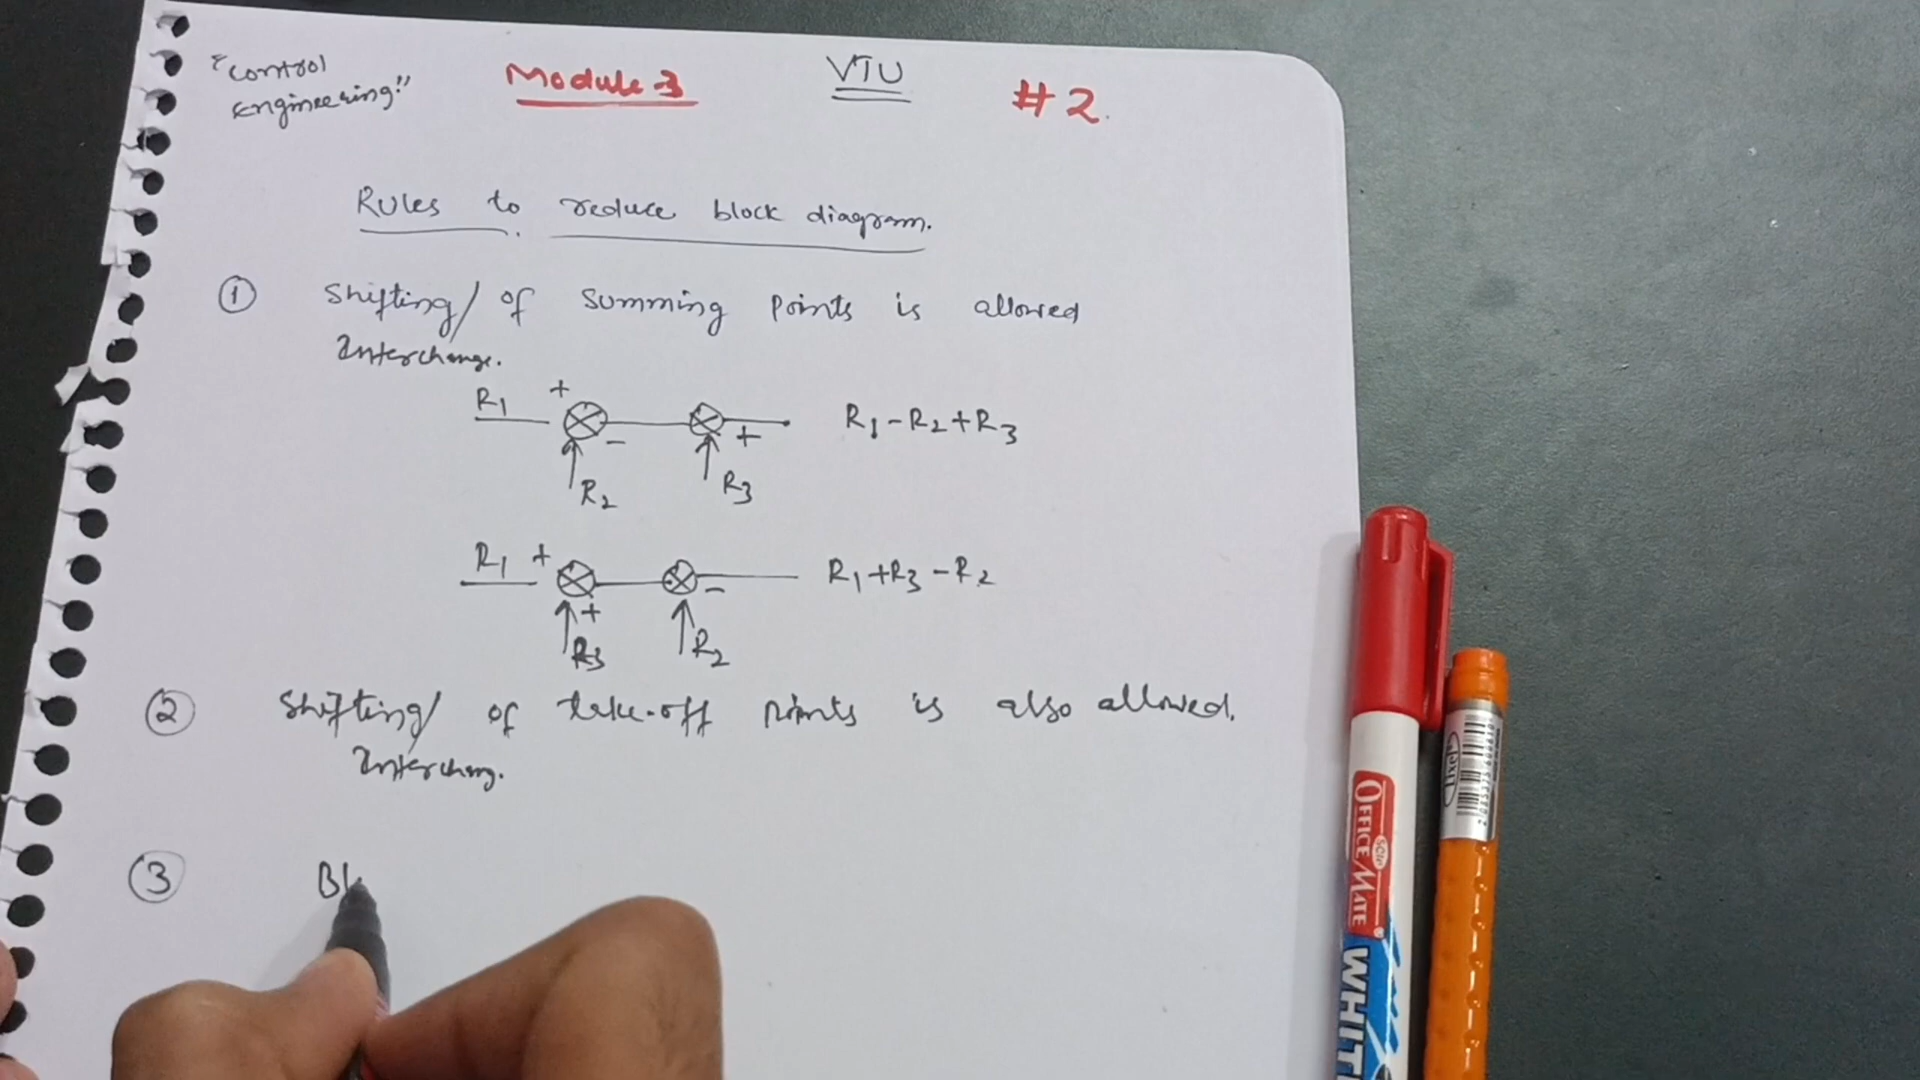 "Control
Engineering"
Module-3
VTU
#2.
Rules to reduce block diagram.
① Shifting/ of summing points is allowed
Interchange.
R1 + − + R1-R2+R3
R2 R3
R1 + − R1+R3-R2
+
R3 R2
② Shifting/ of take-off points is also allowed.
Interchang.
③ Bl
OFFICE MATE
WHIT